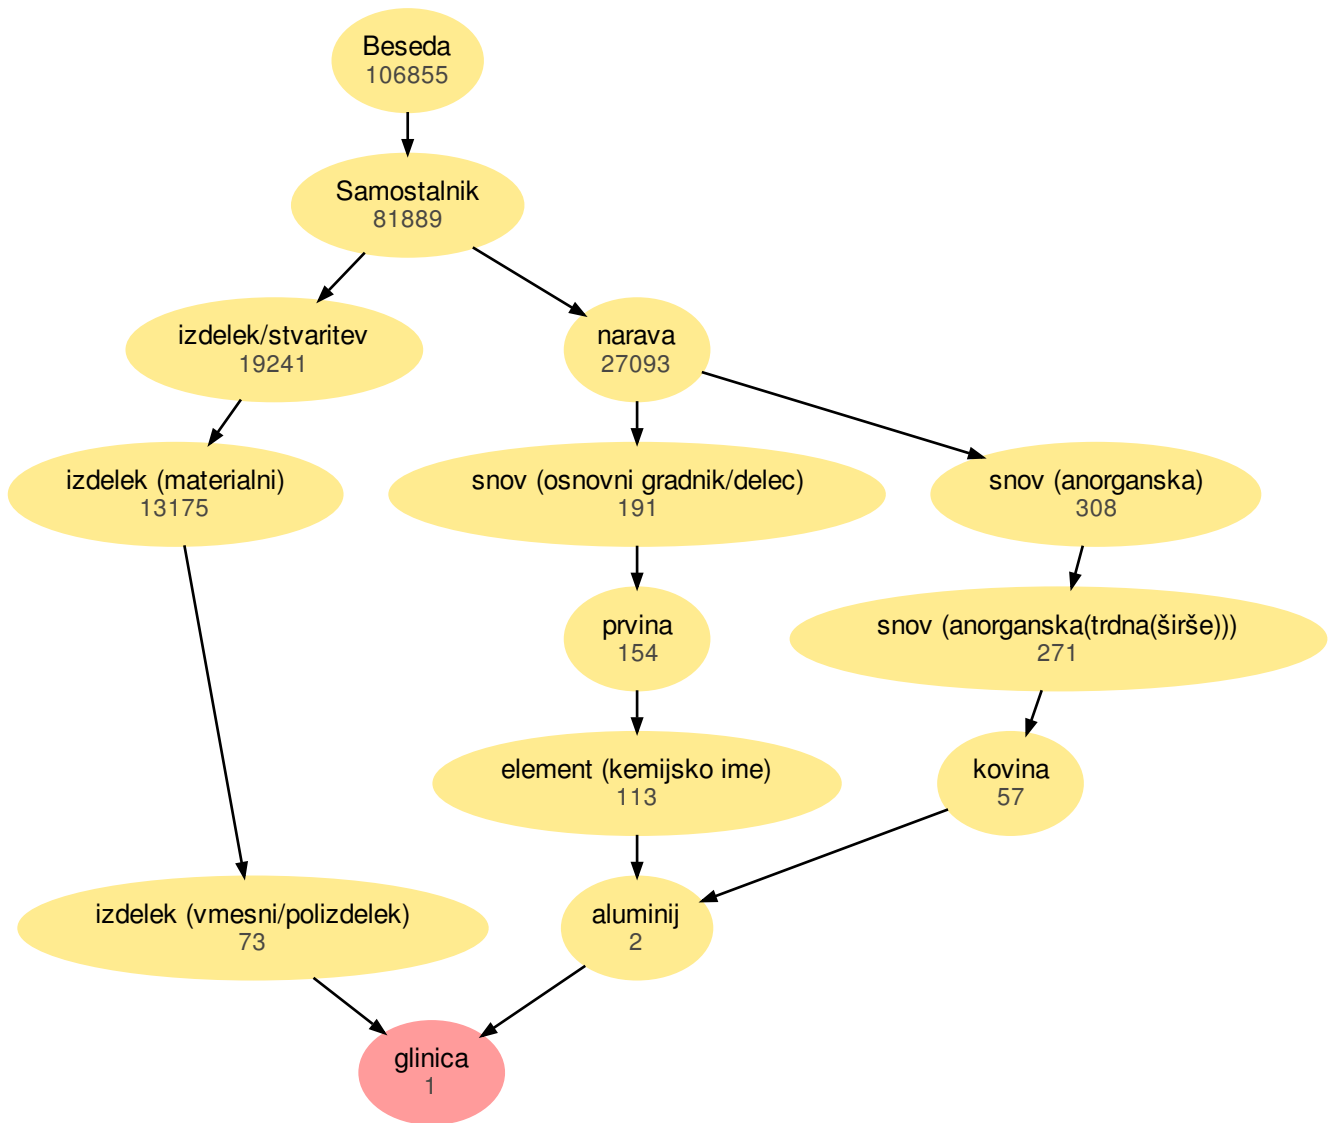 Beseda
106855
Samostalnik
81889
izdelek/stvaritev
19241
narava
27093
izdelek (materialni)
13175
snov (osnovni gradnik/delec)
191
snov (anorganska)
308
prvina
154
snov (anorganska(trdna(širše)))
271
element (kemijsko ime)
113
kovina
57
izdelek (vmesni/polizdelek)
73
aluminij
2
glinica
1